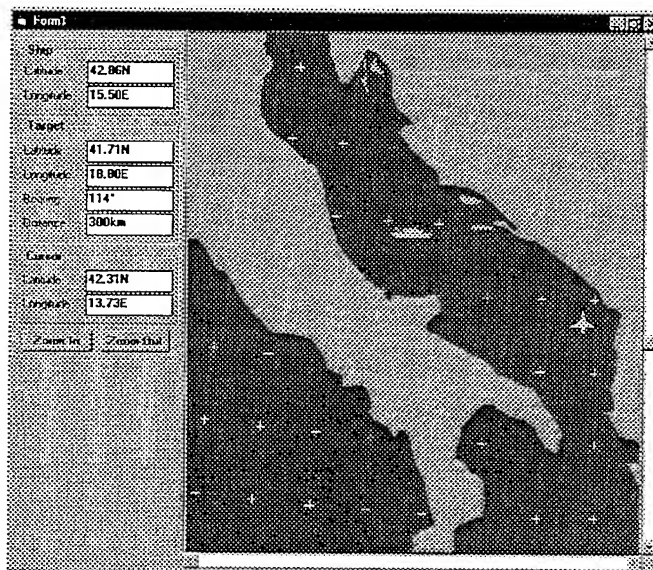 Form1
Ship
Latitude 42.86N
Longitude 15.50E
Target
Latitude 41.71N
Longitude 18.80E
Bearing 114°
Distance 300km
Cursor
Latitude 42.31N
Longitude 13.73E
Zoom In Zoom Out